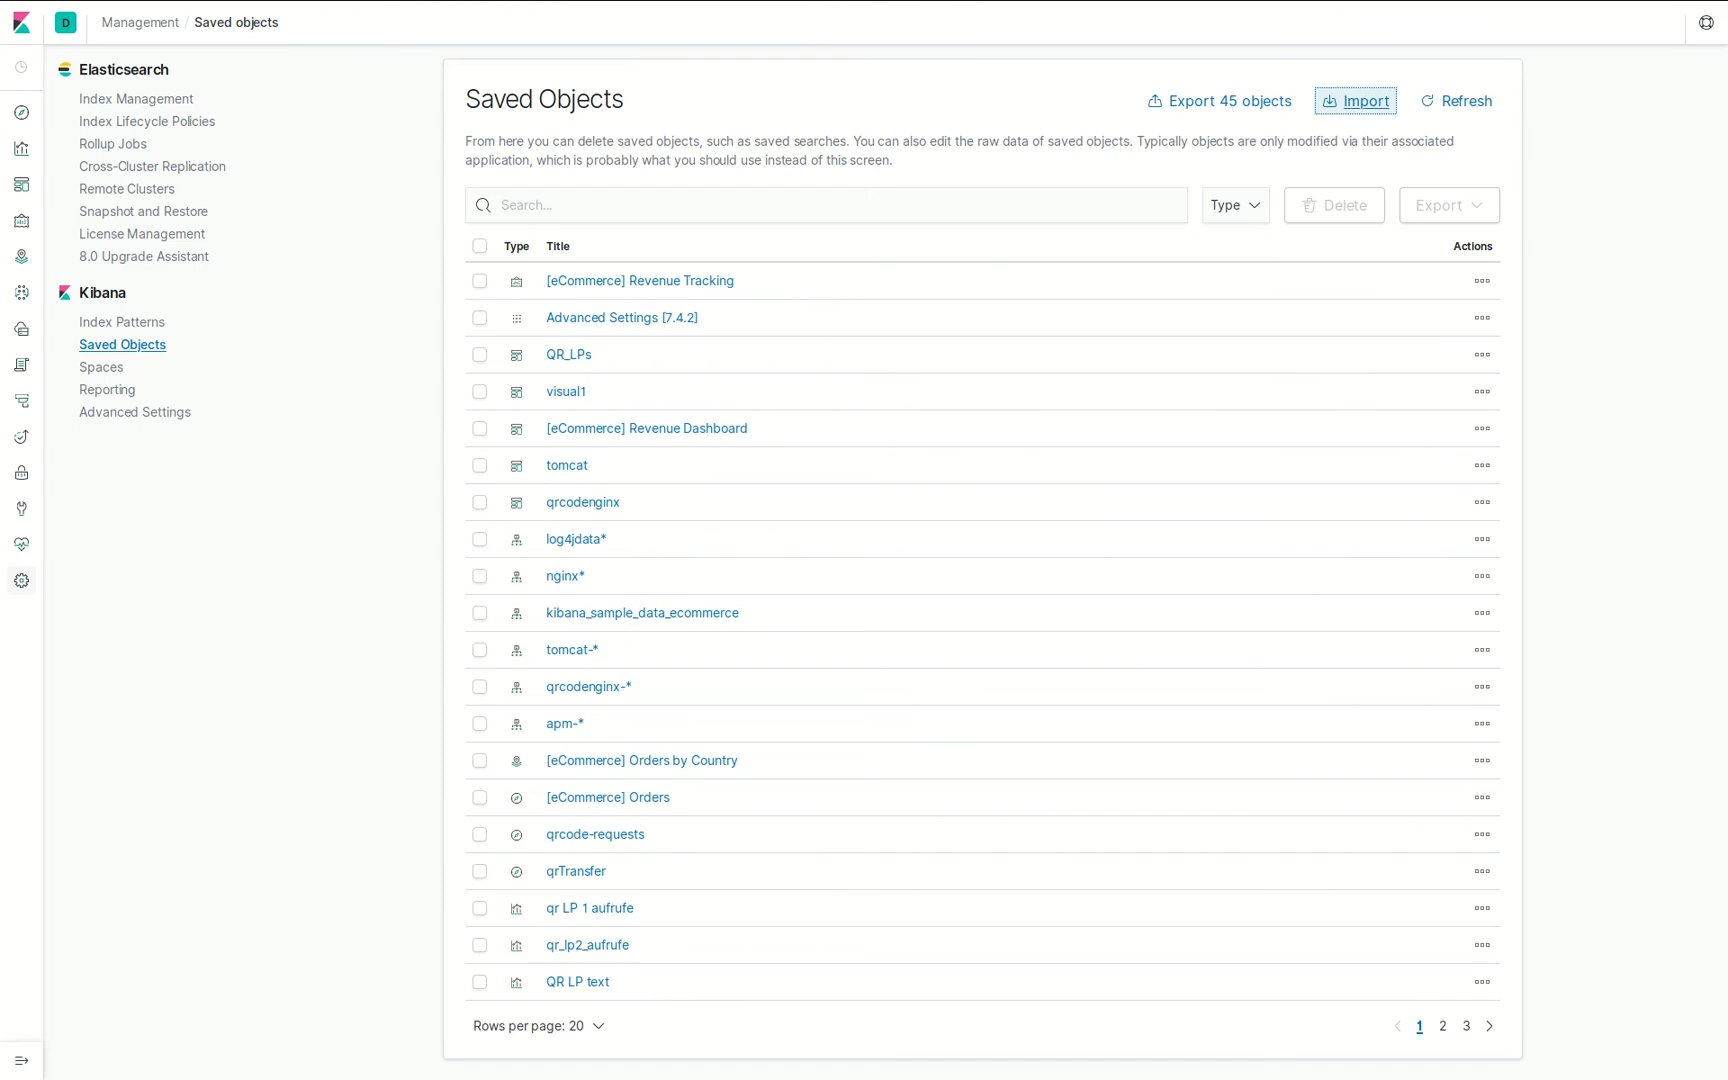 D
Management / Saved objects
Elasticsearch
Index Management
Index Lifecycle Policies
Rollup Jobs
Cross-Cluster Replication
Remote Clusters
Snapshot and Restore
License Management
8.0 Upgrade Assistant
Kibana
Index Patterns
Saved Objects
Spaces
Reporting
Advanced Settings
Saved Objects
Export 45 objects Import Refresh
From here you can delete saved objects, such as saved searches. You can also edit the raw data of saved objects. Typically objects are only modified via their associated
application, which is probably what you should use instead of this screen.
Search... Type Delete Export
Type Title Actions
[eCommerce] Revenue Tracking
Advanced Settings [7.4.2]
QR_LPs
visual1
[eCommerce] Revenue Dashboard
tomcat
qrcodenginx
log4jdata*
nginx*
kibana_sample_data_ecommerce
tomcat-*
qrcodenginx-*
apm-*
[eCommerce] Orders by Country
[eCommerce] Orders
qrcode-requests
qrTransfer
qr LP 1 aufrufe
qr_lp2_aufrufe
QR LP text
Rows per page: 20 1 2 3